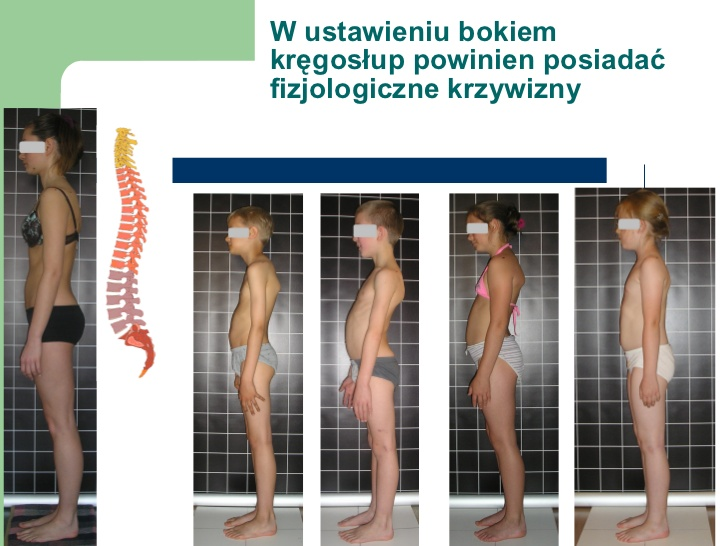 W ustawieniu bokiem
kręgosłup powinien posiadać
fizjologiczne krzywizny